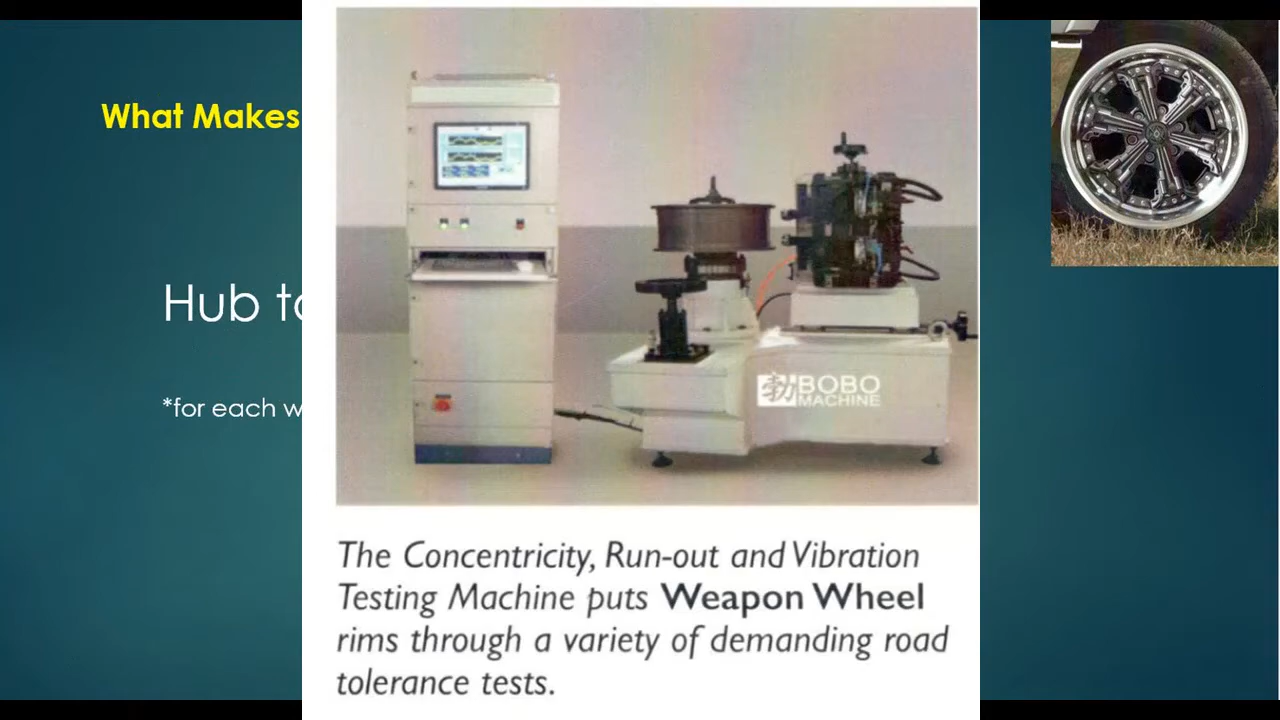 What Makes
Hub to
*for each w
勃 BOBO
MACHINE
The Concentricity, Run-out and Vibration
Testing Machine puts Weapon Wheel
rims through a variety of demanding road
tolerance tests.